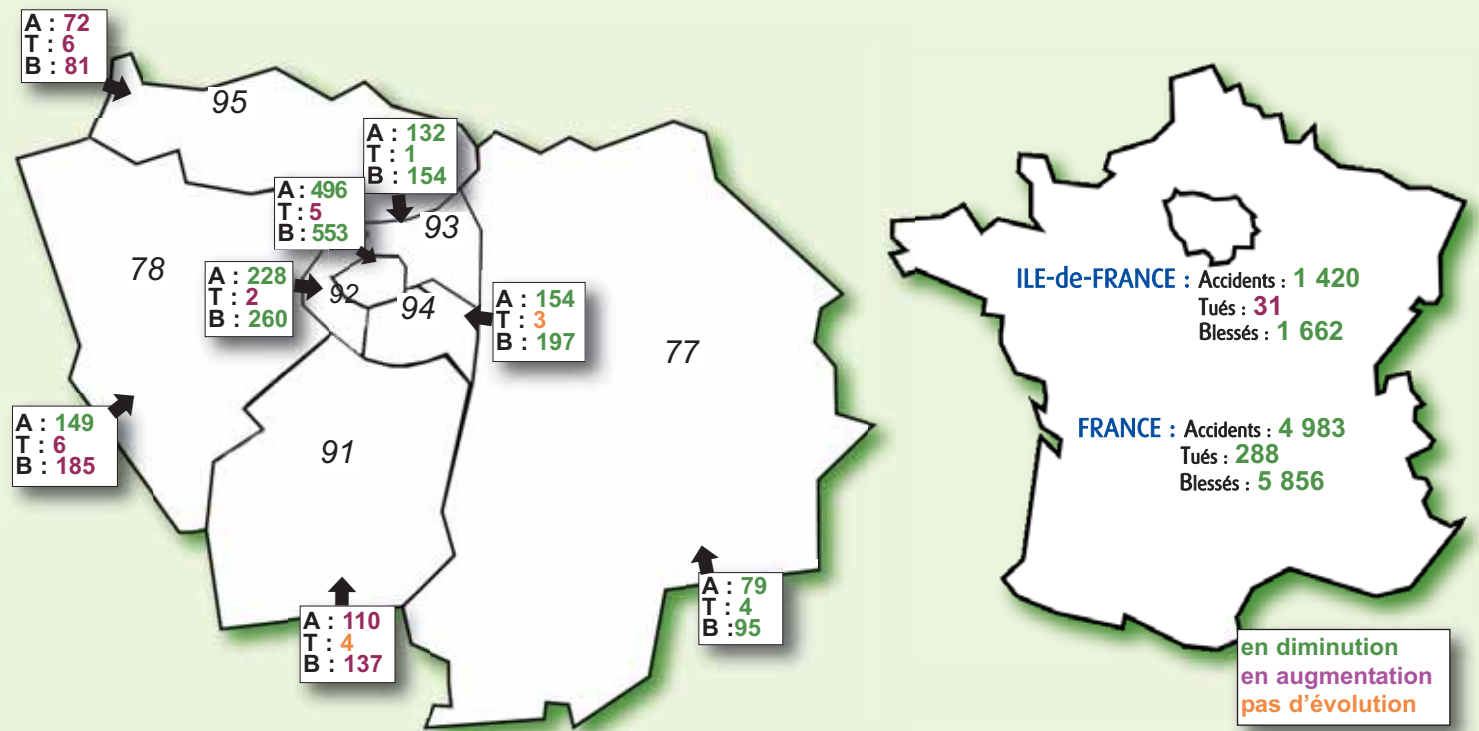 A : 72
T : 6
B : 81
95
A : 132
T : 1
B : 154
A : 496
T : 5
B : 553
93
78
A : 228
T : 2
B : 260
92
94
A : 154
T : 3
B : 197
77
A : 149
T : 6
B : 185
91
A : 110
T : 4
B : 137
A : 79
T : 4
B :95
ILE-de-FRANCE : Accidents : 1 420
Tués : 31
Blessés : 1 662
FRANCE : Accidents : 4 983
Tués : 288
Blessés : 5 856
en diminution
en augmentation
pas d'évolution